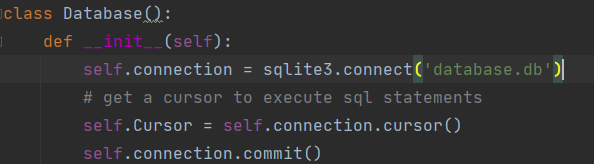 class Database():
    def __init__(self):
        self.connection = sqlite3.connect('database.db')
        # get a cursor to execute sql statements
        self.Cursor = self.connection.cursor()
        self.connection.commit()